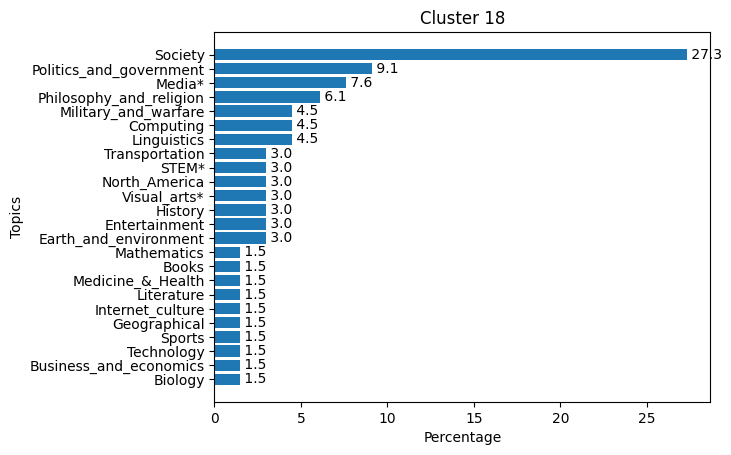 Cluster 18
Society 27.3
Politics_and_government 9.1
Media* 7.6
Philosophy_and_religion 6.1
Military_and_warfare 4.5
Computing 4.5
Linguistics 4.5
Transportation 3.0
STEM* 3.0
North_America 3.0
Visual_arts* 3.0
History 3.0
Entertainment 3.0
Earth_and_environment 3.0
Mathematics 1.5
Books 1.5
Medicine_&_Health 1.5
Literature 1.5
Internet_culture 1.5
Geographical 1.5
Sports 1.5
Technology 1.5
Business_and_economics 1.5
Biology 1.5
Topics
0 5 10 15 20 25
Percentage